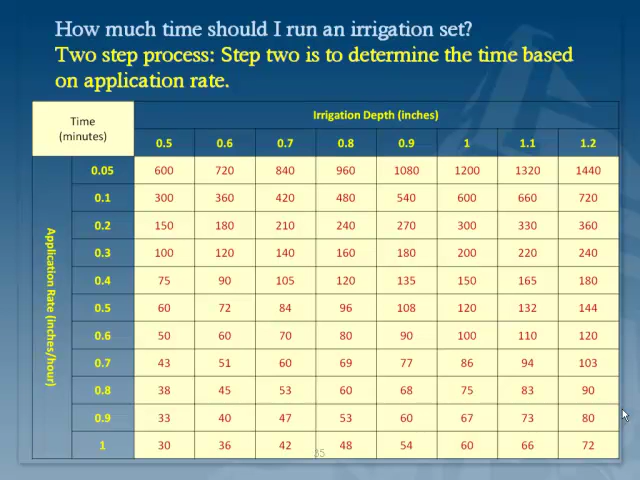 How much time should I run an irrigation set?
Two step process: Step two is to determine the time based
on application rate.
Time
(minutes)
Irrigation Depth (inches)
0.5 0.6 0.7 0.8 0.9 1 1.1 1.2
Application Rate (inches/hour)
0.05 600 720 840 960 1080 1200 1320 1440
0.1 300 360 420 480 540 600 660 720
0.2 150 180 210 240 270 300 330 360
0.3 100 120 140 160 180 200 220 240
0.4 75 90 105 120 135 150 165 180
0.5 60 72 84 96 108 120 132 144
0.6 50 60 70 80 90 100 110 120
0.7 43 51 60 69 77 86 94 103
0.8 38 45 53 60 68 75 83 90
0.9 33 40 47 53 60 67 73 80
1 30 36 42 48 54 60 66 72
35